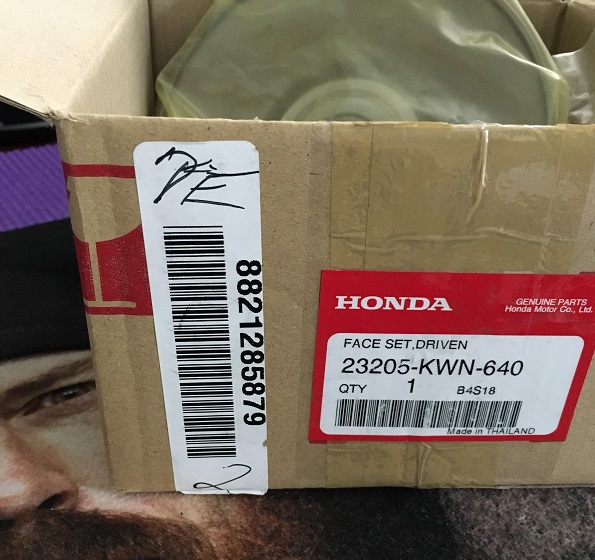 8821285879
2
HONDA
GENUINE PARTS
Honda Motor Co., Ltd.
FACE SET,DRIVEN
23205-KWN-640
QTY 1 B4S18
Made in THAILAND